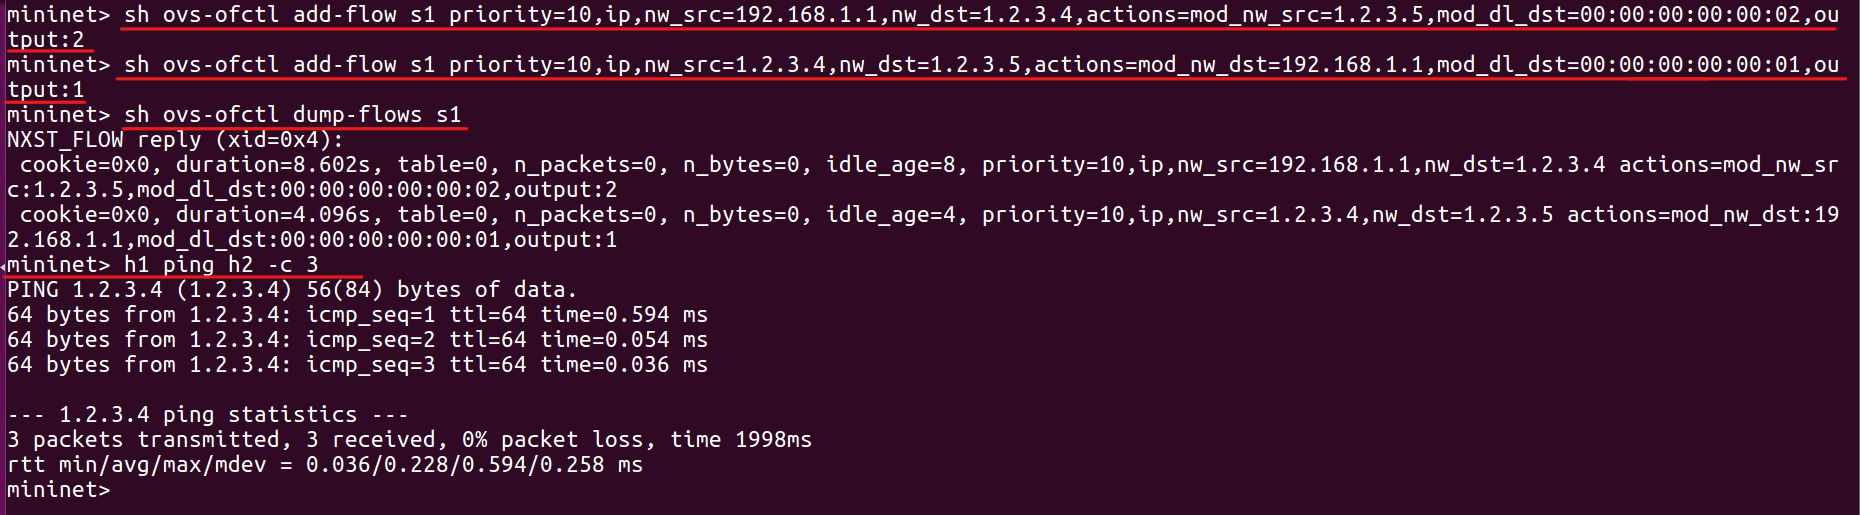 mininet> sh ovs-ofctl add-flow s1 priority=10,ip,nw_src=192.168.1.1,nw_dst=1.2.3.4,actions=mod_nw_src=1.2.3.5,mod_dl_dst=00:00:00:00:00:02,ou
tput:2
mininet> sh ovs-ofctl add-flow s1 priority=10,ip,nw_src=1.2.3.4,nw_dst=1.2.3.5,actions=mod_nw_dst=192.168.1.1,mod_dl_dst=00:00:00:00:00:01,ou
tput:1
mininet> sh ovs-ofctl dump-flows s1
NXST_FLOW reply (xid=0x4):
 cookie=0x0, duration=8.602s, table=0, n_packets=0, n_bytes=0, idle_age=8, priority=10,ip,nw_src=192.168.1.1,nw_dst=1.2.3.4 actions=mod_nw_sr
c:1.2.3.5,mod_dl_dst:00:00:00:00:00:02,output:2
 cookie=0x0, duration=4.096s, table=0, n_packets=0, n_bytes=0, idle_age=4, priority=10,ip,nw_src=1.2.3.4,nw_dst=1.2.3.5 actions=mod_nw_dst:19
2.168.1.1,mod_dl_dst:00:00:00:00:00:01,output:1
mininet> h1 ping h2 -c 3
PING 1.2.3.4 (1.2.3.4) 56(84) bytes of data.
64 bytes from 1.2.3.4: icmp_seq=1 ttl=64 time=0.594 ms
64 bytes from 1.2.3.4: icmp_seq=2 ttl=64 time=0.054 ms
64 bytes from 1.2.3.4: icmp_seq=3 ttl=64 time=0.036 ms

--- 1.2.3.4 ping statistics ---
3 packets transmitted, 3 received, 0% packet loss, time 1998ms
rtt min/avg/max/mdev = 0.036/0.228/0.594/0.258 ms
mininet>